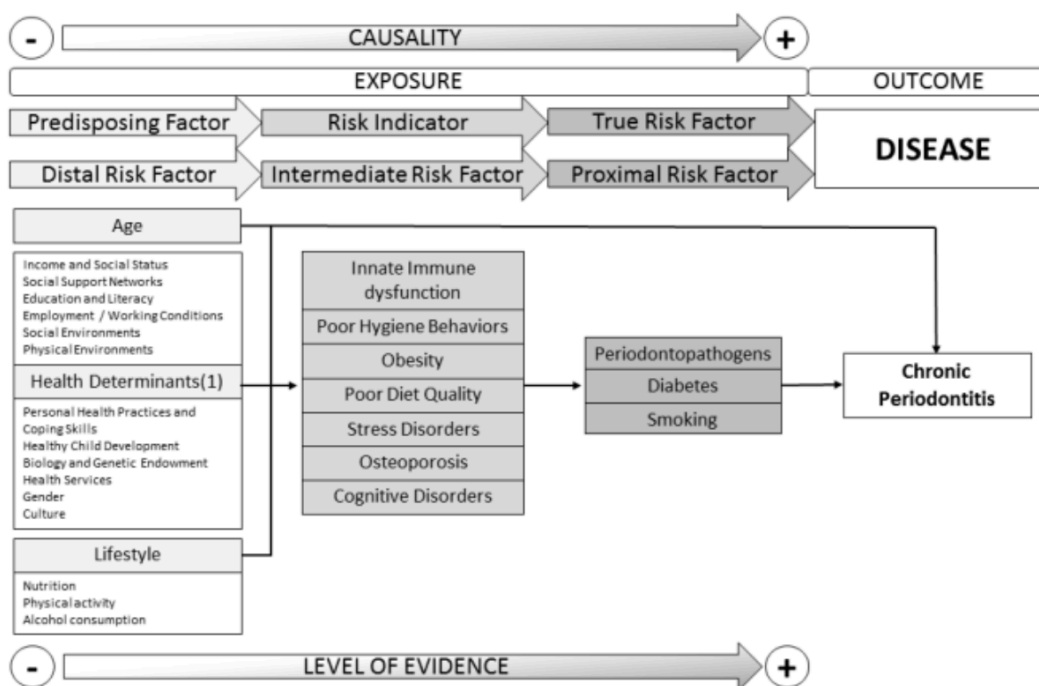 -
CAUSALITY
+
EXPOSURE
OUTCOME
Predisposing Factor
Risk Indicator
True Risk Factor
DISEASE
Distal Risk Factor
Intermediate Risk Factor
Proximal Risk Factor
Age
Income and Social Status
Social Support Networks
Education and Literacy
Employment / Working Conditions
Social Environments
Physical Environments
Health Determinants(1)
Personal Health Practices and
Coping Skills
Healthy Child Development
Biology and Genetic Endowment
Health Services
Gender
Culture
Lifestyle
Nutrition
Physical activity
Alcohol consumption
Innate Immune
dysfunction
Poor Hygiene Behaviors
Obesity
Poor Diet Quality
Stress Disorders
Osteoporosis
Cognitive Disorders
Periodontopathogens
Diabetes
Smoking
Chronic
Periodontitis
-
LEVEL OF EVIDENCE
+